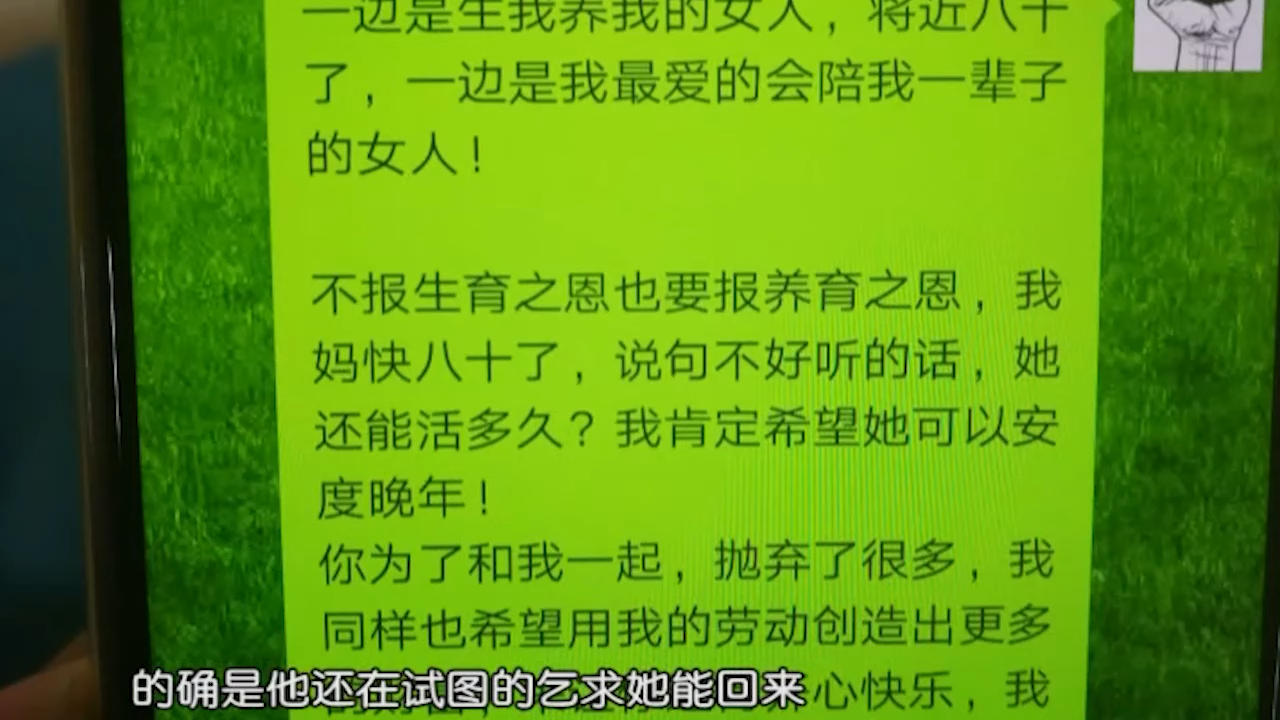 一边是生我养我的女人，将近八十
了，一边是我最爱的会陪我一辈子
的女人！
不报生育之恩也要报养育之恩，我
妈快八十了，说句不好听的话，她
还能活多久？我肯定希望她可以安
度晚年！
你为了和我一起，抛弃了很多，我
同样也希望用我的劳动创造出更多
心快乐，我
的确是他还在试图的乞求她能回来